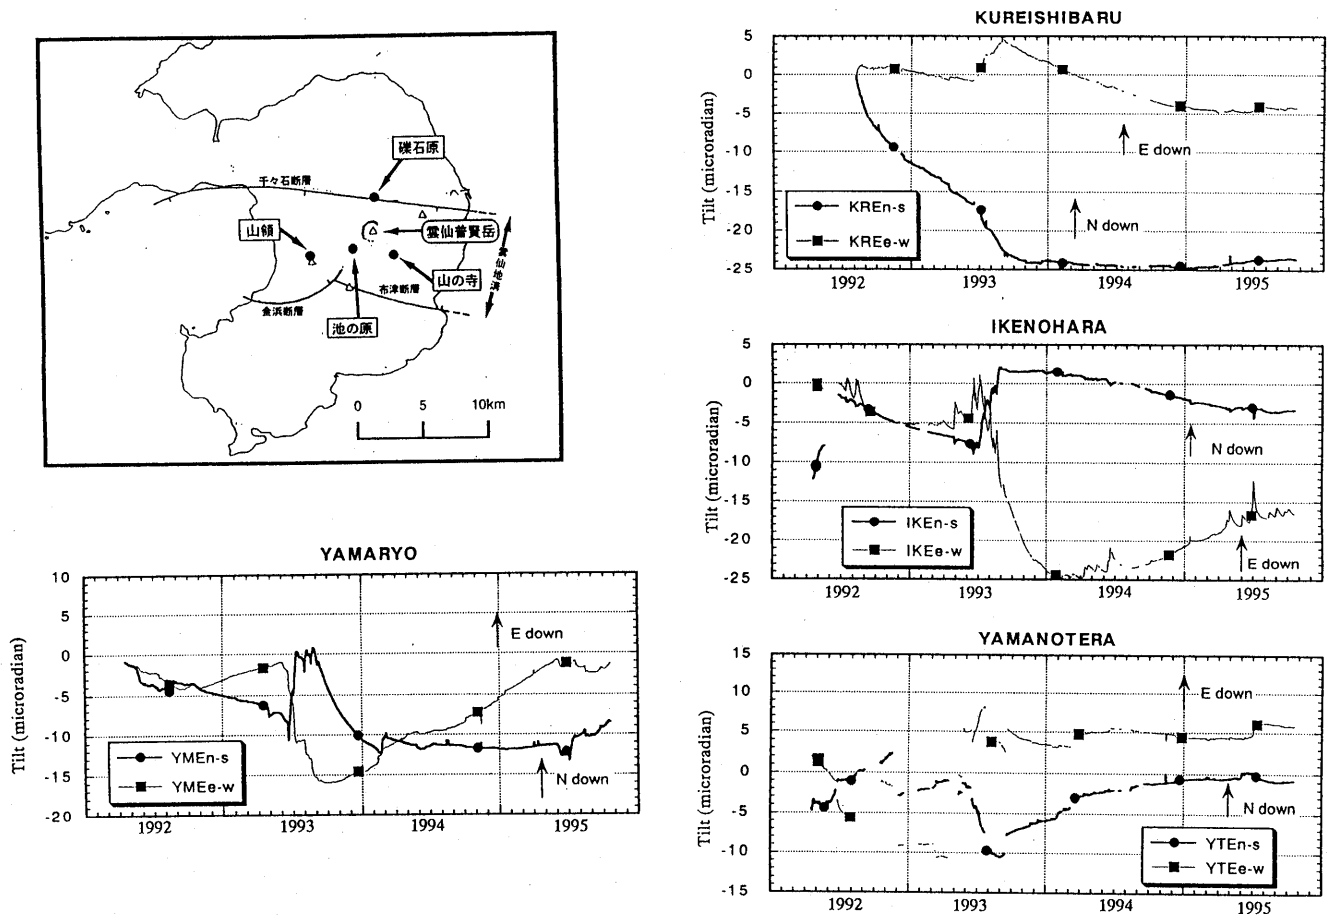 礫石原
千々石断層
山領
雲仙普賢岳
雲仙地溝
山の寺
布津断層
金浜断層
池の原
0 5 10km
KUREISHIBARU
5
0
-5
-10
-15
-20
-25
Tilt (microradian)
E down
N down
KREn-s
KREe-w
1992 1993 1994 1995
IKENOHARA
5
0
-5
-10
-15
-20
-25
Tilt (microradian)
N down
E down
IKEn-s
IKEe-w
1992 1993 1994 1995
YAMARYO
10
5
0
-5
-10
-15
-20
Tilt (microradian)
E down
N down
YMEn-s
YMEe-w
1992 1993 1994 1995
YAMANOTERA
15
10
5
0
-5
-10
-15
Tilt (microradian)
E down
N down
YTEn-s
YTEe-w
1992 1993 1994 1995